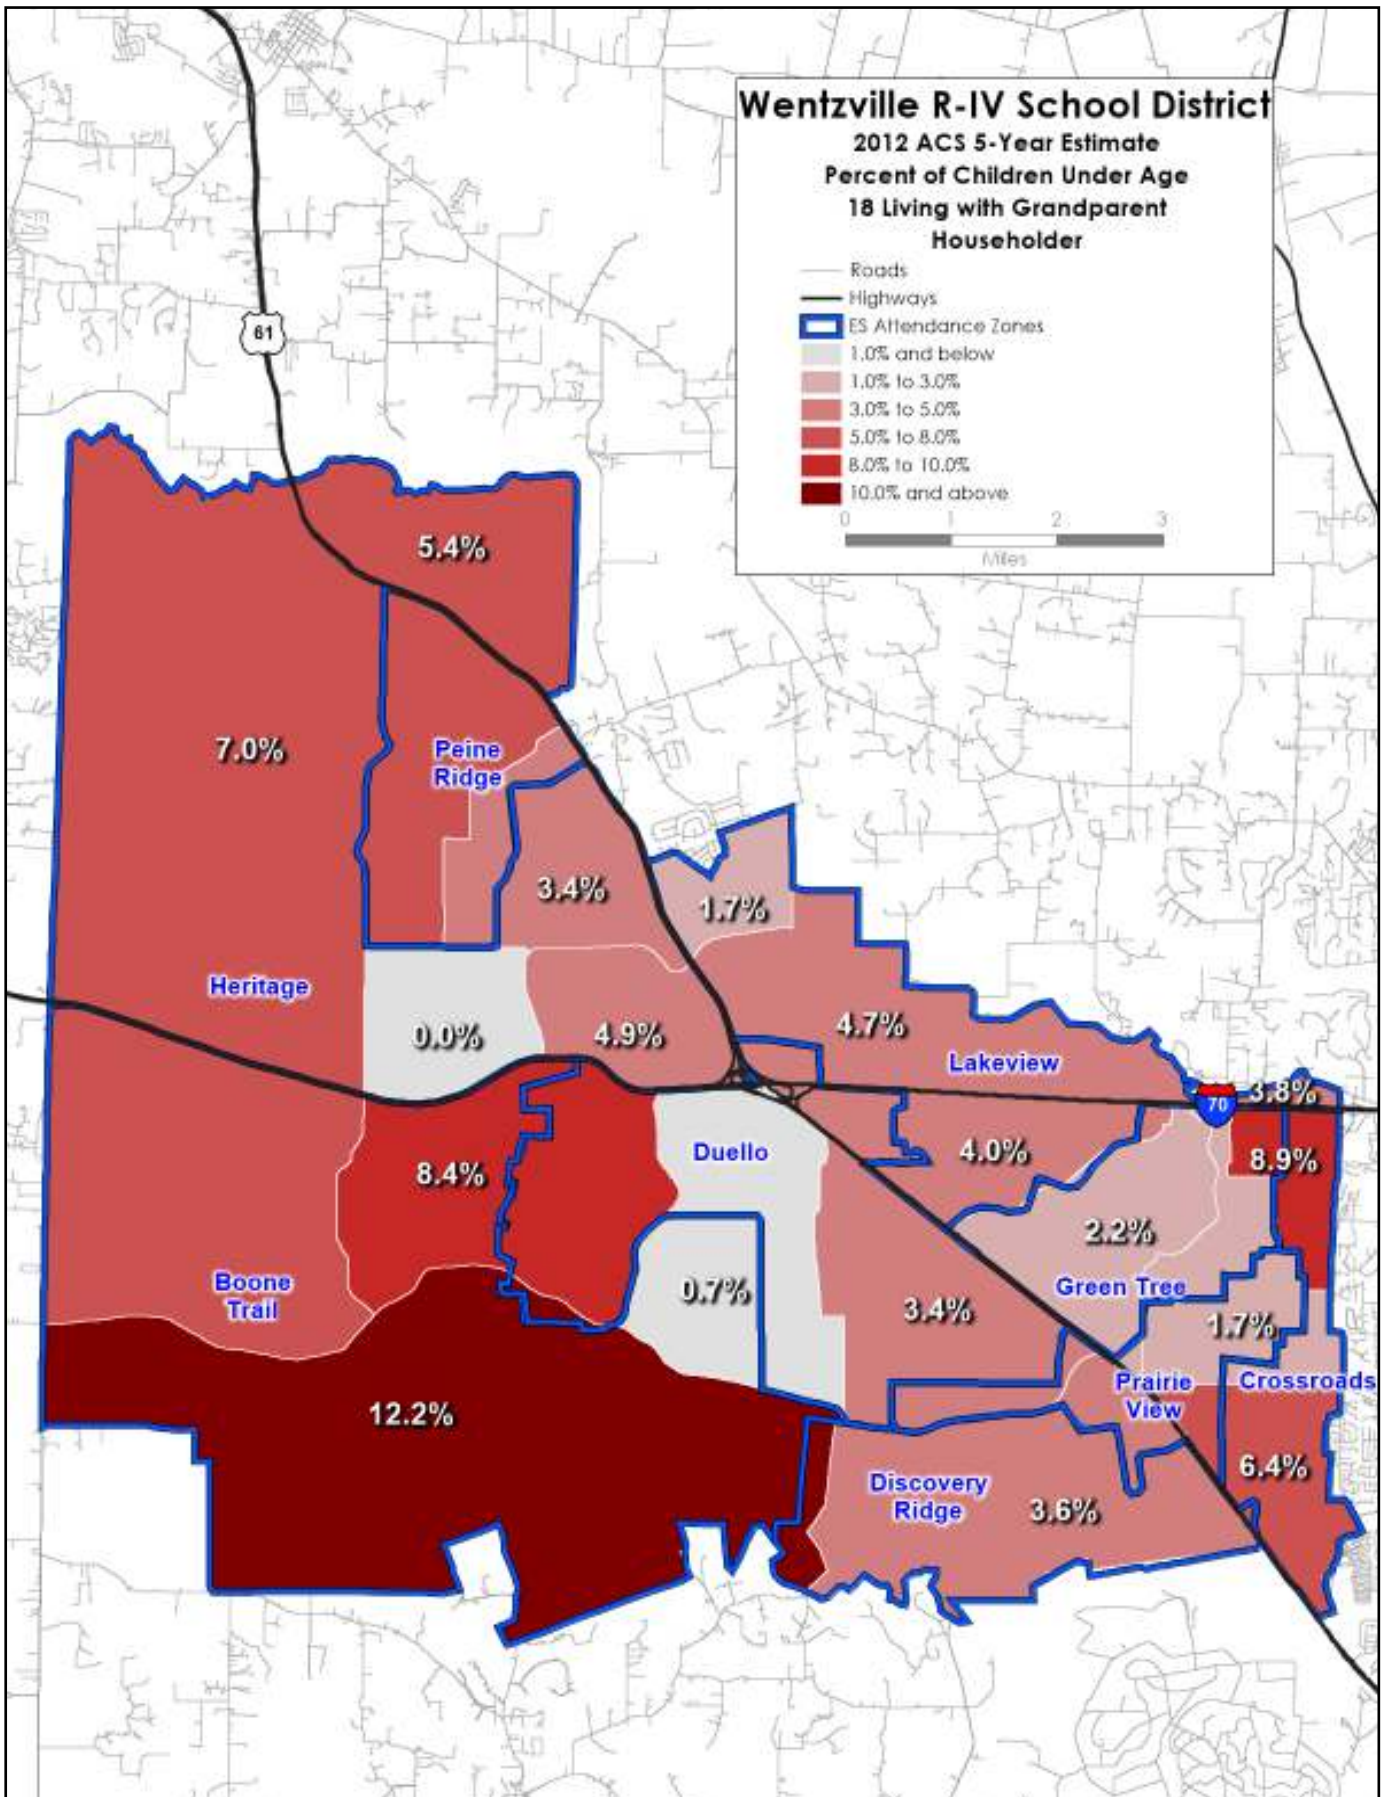 Wentzville R-IV School District
2012 ACS 5-Year Estimate
Percent of Children Under Age
18 Living with Grandparent
Householder
Roads
Highways
ES Attendance Zones
1.0% and below
1.0% to 3.0%
3.0% to 5.0%
5.0% to 8.0%
8.0% to 10.0%
10.0% and above
0 1 2 3
Miles
61
5.4%
7.0%
Peine
Ridge
3.4%
1.7%
Heritage
0.0%
4.9%
4.7%
Lakeview
3.8%
70
Duello
4.0%
8.9%
8.4%
2.2%
Boone
Trail
0.7%
Green Tree
3.4%
1.7%
Prairie
View
Crossroads
12.2%
6.4%
Discovery
Ridge
3.6%